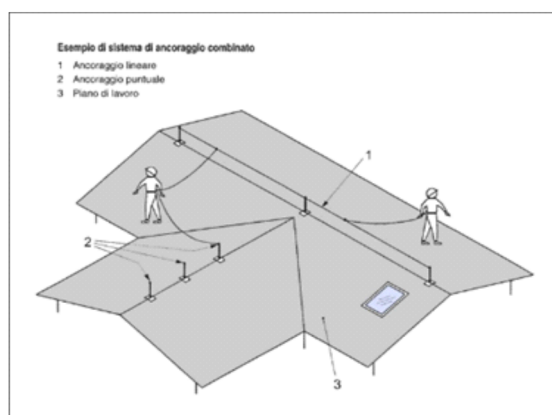 Esempio di sistema di ancoraggio combinato
1 Ancoraggio lineare
2 Ancoraggio puntuale
3 Piano di lavoro
1
2
3